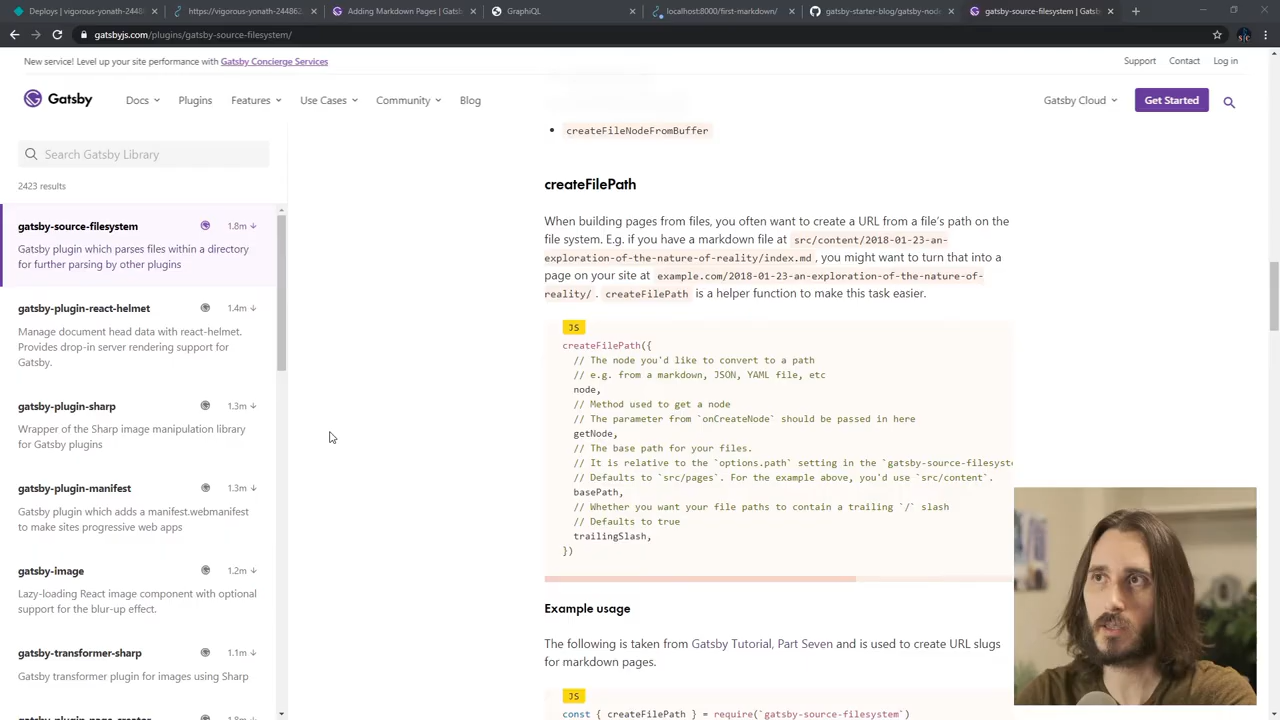 Deploys | vigorous-yonath-2448
https://vigorous-yonath-244862.
Adding Markdown Pages | Gatsb
GraphiQL
localhost:8000/first-markdown/
gatsby-starter-blog/gatsby-node
gatsby-source-filesystem | Gats
gatsbyjs.com/plugins/gatsby-source-filesystem/
New service! Level up your site performance with Gatsby Concierge Services
Support
Contact
Log in
Gatsby
Docs
Plugins
Features
Use Cases
Community
Blog
Gatsby Cloud
Get Started
Search Gatsby Library
2423 results
gatsby-source-filesystem
1.8m
Gatsby plugin which parses files within a directory
for further parsing by other plugins
gatsby-plugin-react-helmet
1.4m
Manage document head data with react-helmet.
Provides drop-in server rendering support for
Gatsby.
gatsby-plugin-sharp
1.3m
Wrapper of the Sharp image manipulation library
for Gatsby plugins
gatsby-plugin-manifest
1.3m
Gatsby plugin which adds a manifest.webmanifest
to make sites progressive web apps
gatsby-image
1.2m
Lazy-loading React image component with optional
support for the blur-up effect.
gatsby-transformer-sharp
1.1m
Gatsby transformer plugin for images using Sharp
gatsby-plugin-page-creator
1.8m
createFileNodeFromBuffer
createFilePath
When building pages from files, you often want to create a URL from a file's path on the
file system. E.g. if you have a markdown file at src/content/2018-01-23-an-
exploration-of-the-nature-of-reality/index.md , you might want to turn that into a
page on your site at example.com/2018-01-23-an-exploration-of-the-nature-of-
reality/ . createFilePath is a helper function to make this task easier.
JS
createFilePath({
// The node you'd like to convert to a path
// e.g. from a markdown, JSON, YAML file, etc
node,
// Method used to get a node
// The parameter from `onCreateNode` should be passed in here
getNode,
// The base path for your files.
// It is relative to the `options.path` setting in the `gatsby-source-filesyste
// Defaults to `src/pages`. For the example above, you'd use `src/content`.
basePath,
// Whether you want your file paths to contain a trailing `/` slash
// Defaults to true
trailingSlash,
})
Example usage
The following is taken from Gatsby Tutorial, Part Seven and is used to create URL slugs
for markdown pages.
JS
const { createFilePath } = require(`gatsby-source-filesystem`)